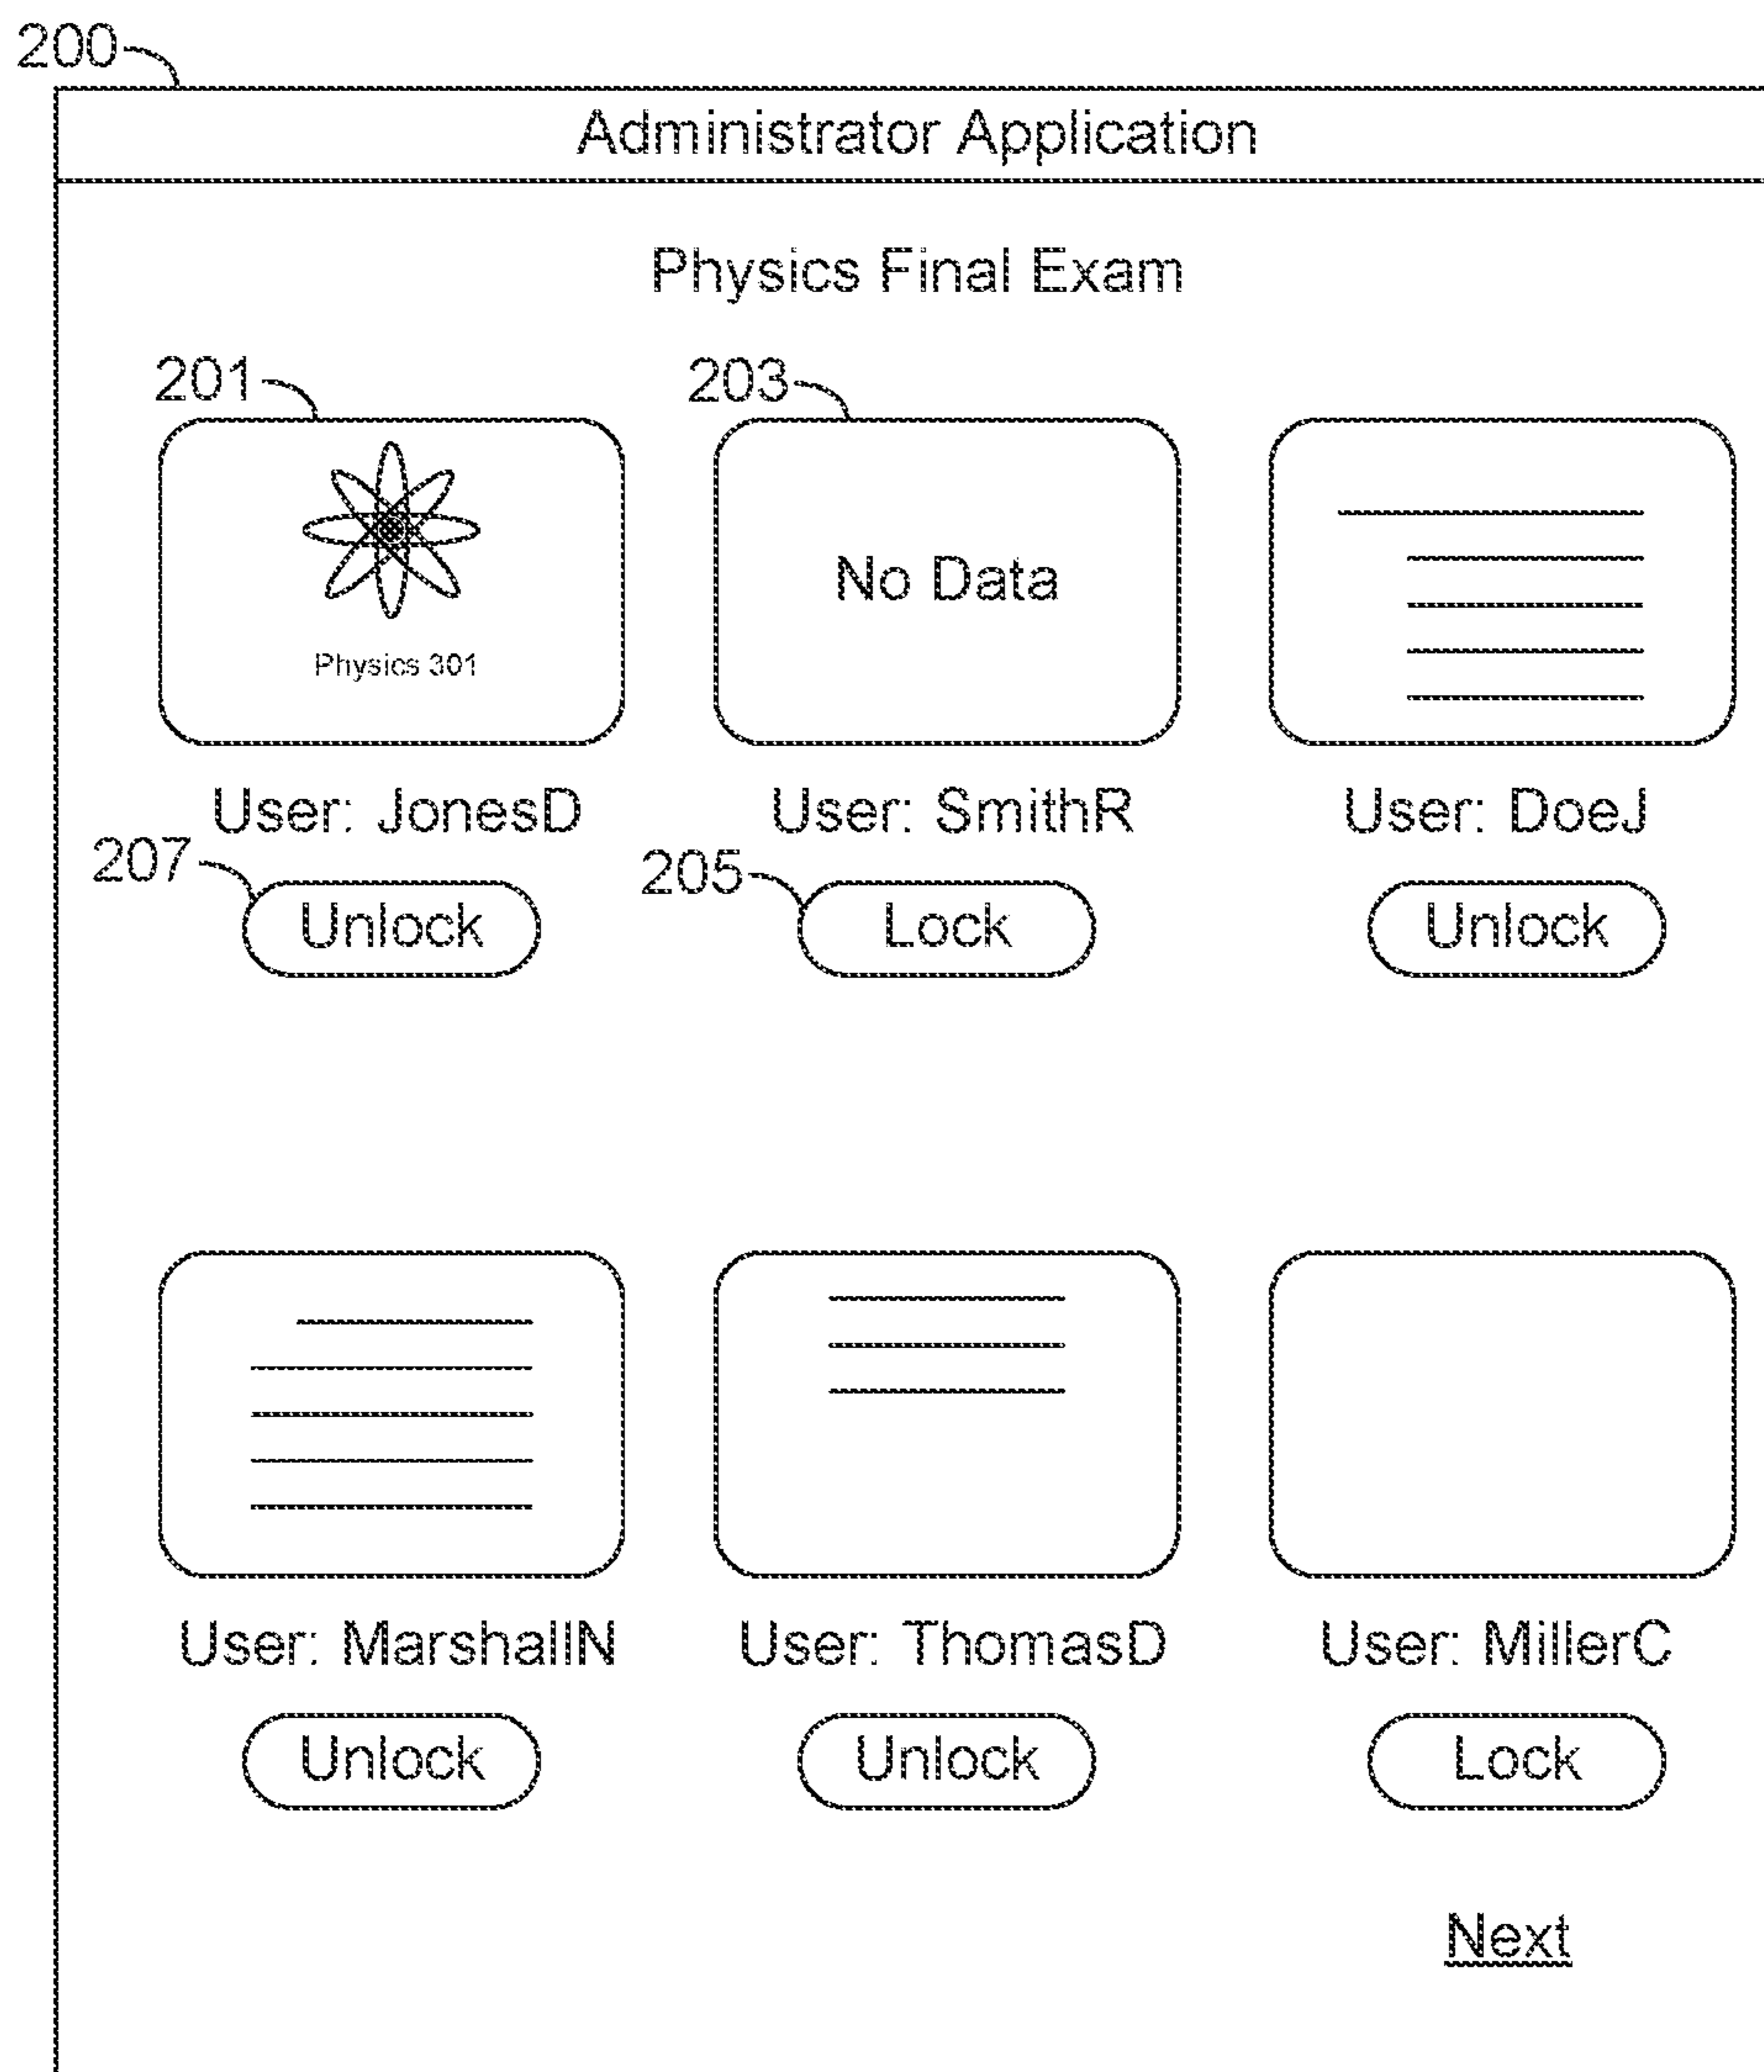 200
Administrator Application
Physics Final Exam
201 203
No Data
Physics 301
User: JonesD User: SmithR User: DoeJ
207 205
Unlock Lock Unlock
User: MarshallN User: ThomasD User: MillerC
Unlock Unlock Lock
Next